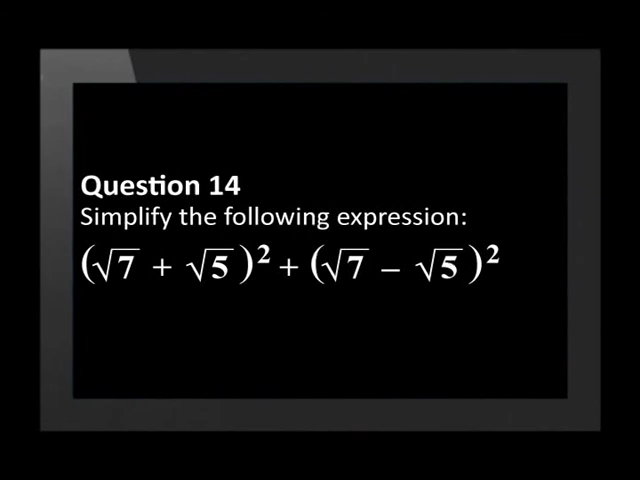 Question 14
Simplify the following expression:
(√7 + √5)² + (√7 – √5)²